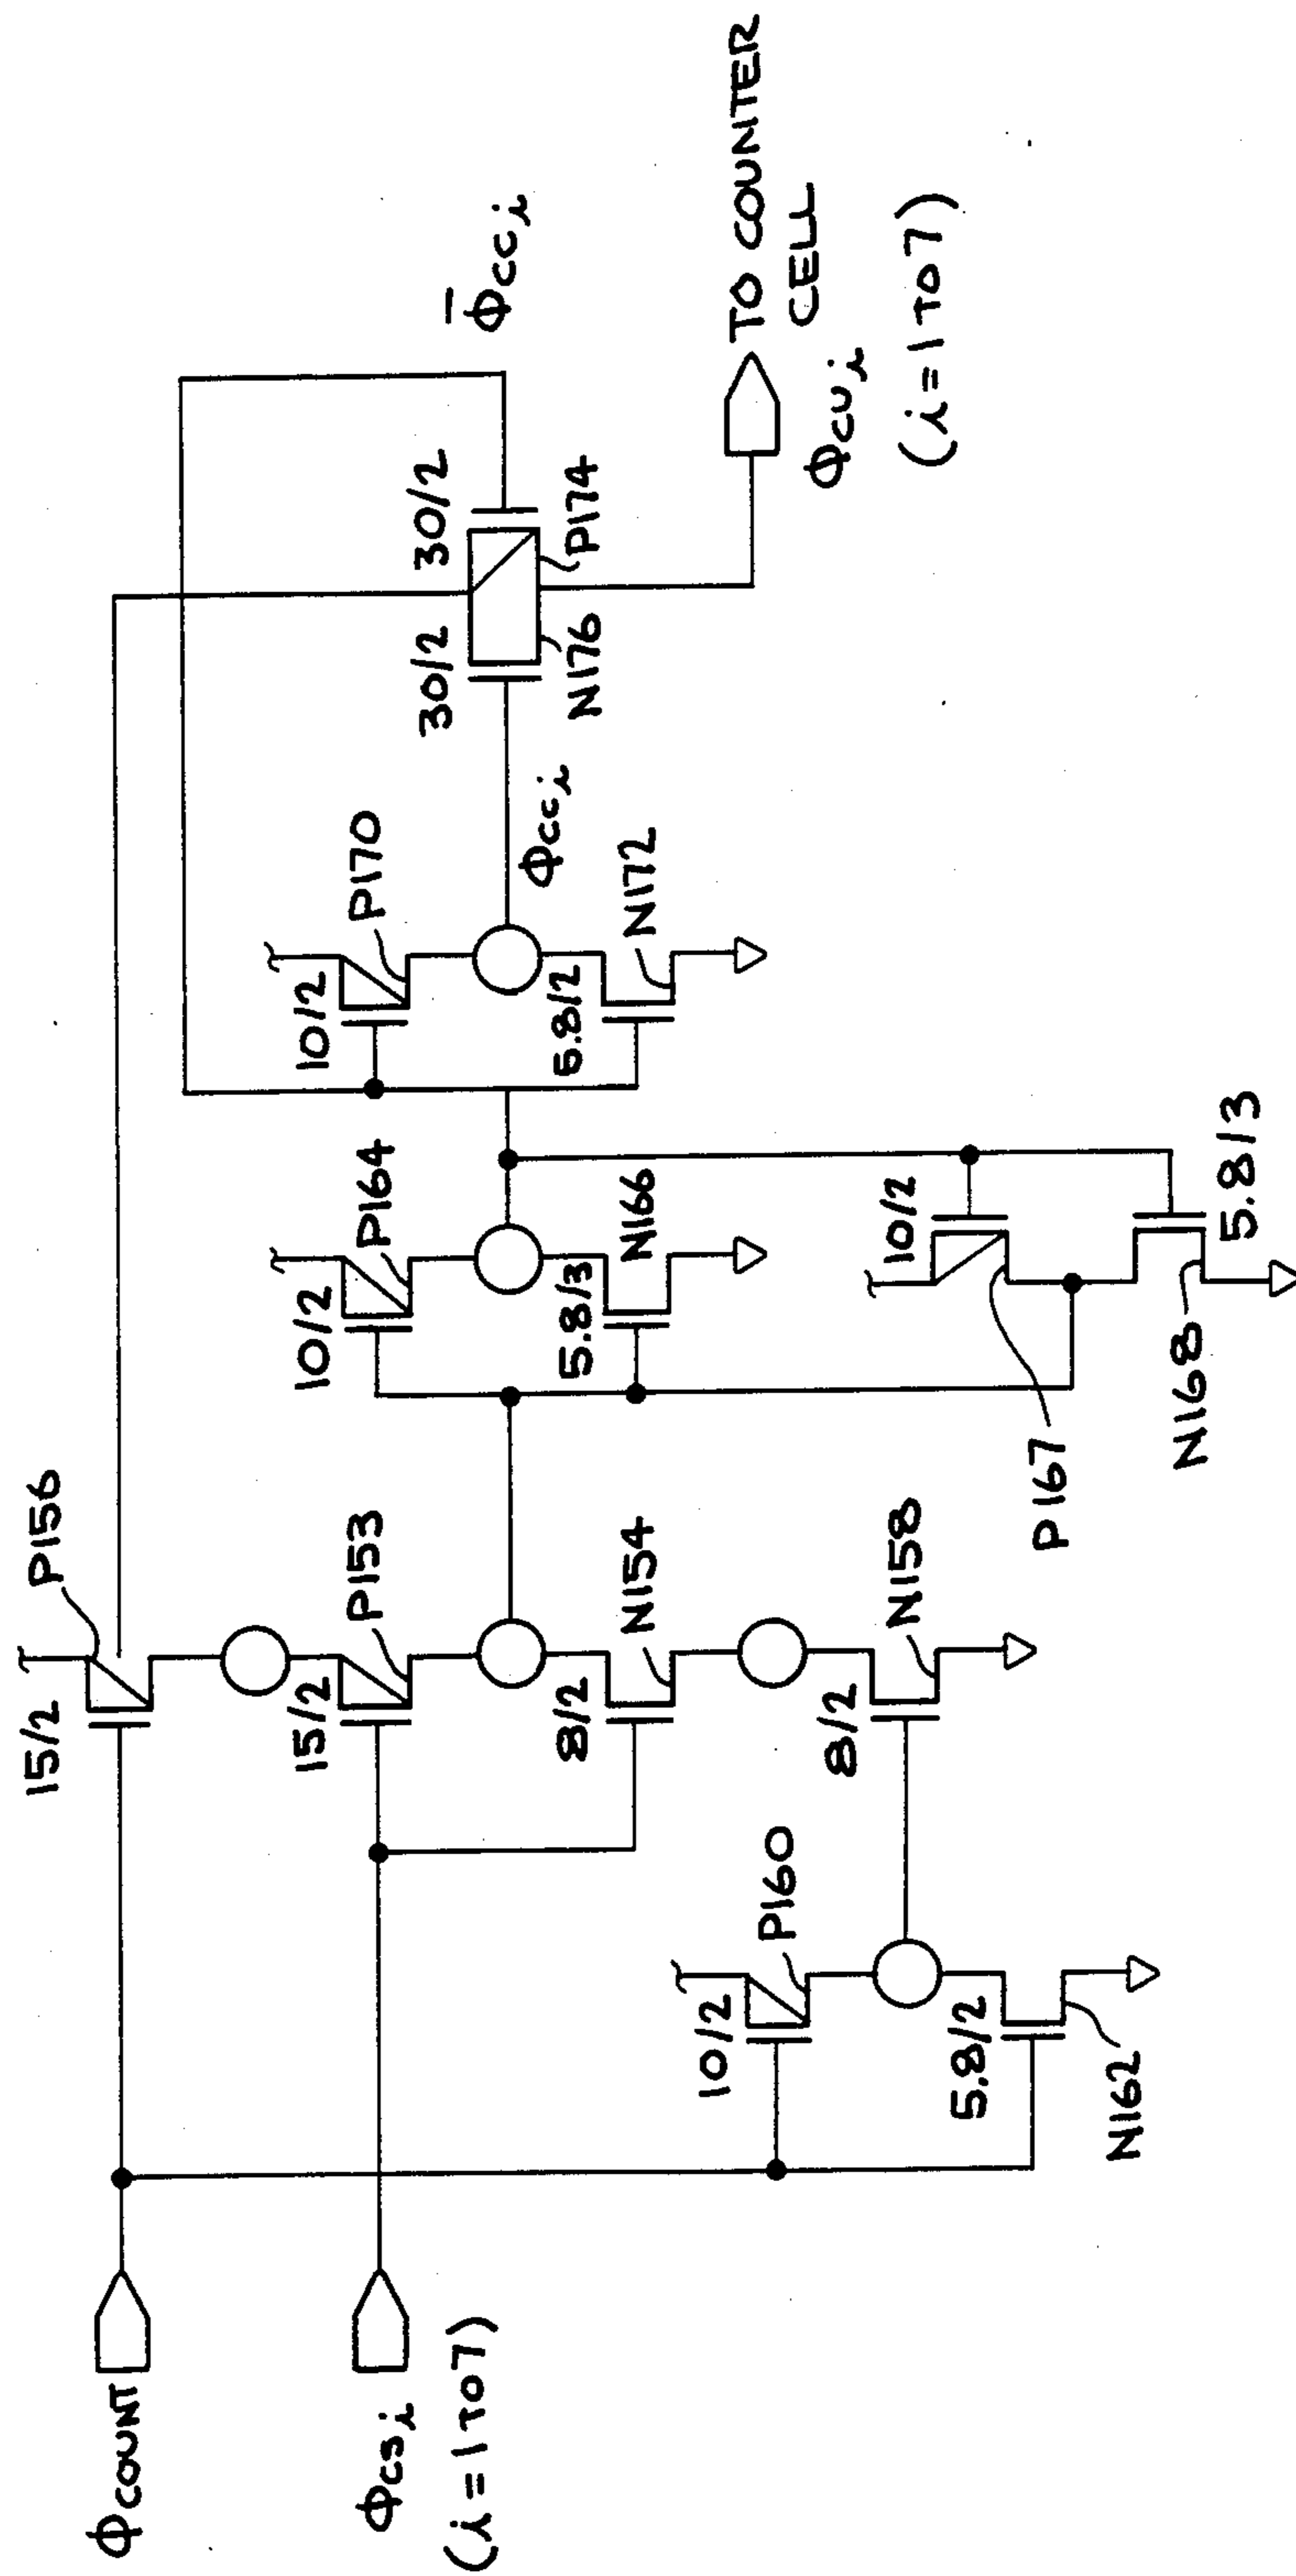 ΦCOUNT
ΦCSi
(i = 1 TO 7)
15/2
P156
15/2
P153
8/2
N154
8/2
N158
10/2
P160
5.8/2
N162
10/2
P164
5.8/3
N166
10/2
P167
N168
5.8/3
10/2
P170
5.8/2
N172
ΦCCi
30/2
30/2
N176
P174
Φ̄CCi
TO COUNTER
CELL
ΦCUi
(i = 1 TO 7)